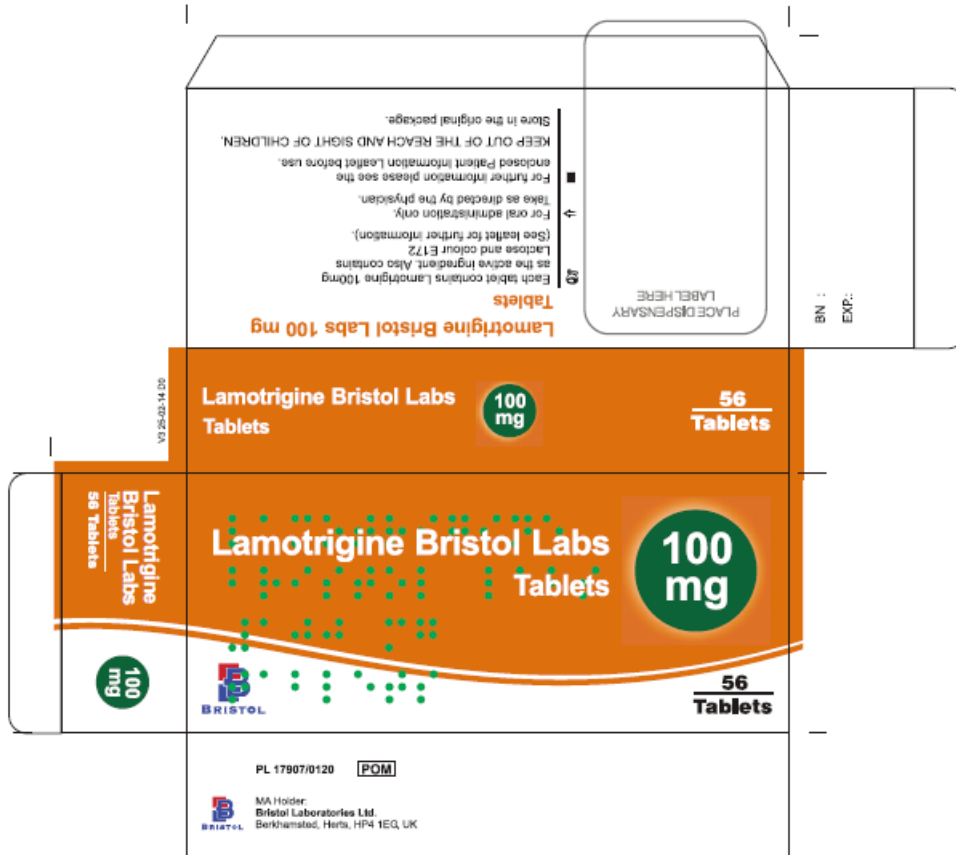 Lamotrigine Bristol Labs 100 mg
Tablets
Each tablet contains Lamotrigine 100mg
as the active ingredient. Also contains
Lactose and colour E172
(See leaflet for further information).
For oral administration only.
Take as directed by the physician.
For further information please see the
enclosed Patient Information Leaflet before use.
KEEP OUT OF THE REACH AND SIGHT OF CHILDREN.
Store in the original package.
PLACE DISPENSARY
LABEL HERE
BN :
EXP.:
V3 25-02-14 D0
Lamotrigine Bristol Labs
Tablets
100
mg
56
Tablets
Lamotrigine
Bristol Labs
Tablets
56 Tablets
100
mg
Lamotrigine Bristol Labs
Tablets
100
mg
BRISTOL
56
Tablets
PL 17907/0120 POM
BRISTOL
MA Holder:
Bristol Laboratories Ltd.
Berkhamsted, Herts, HP4 1EG, UK